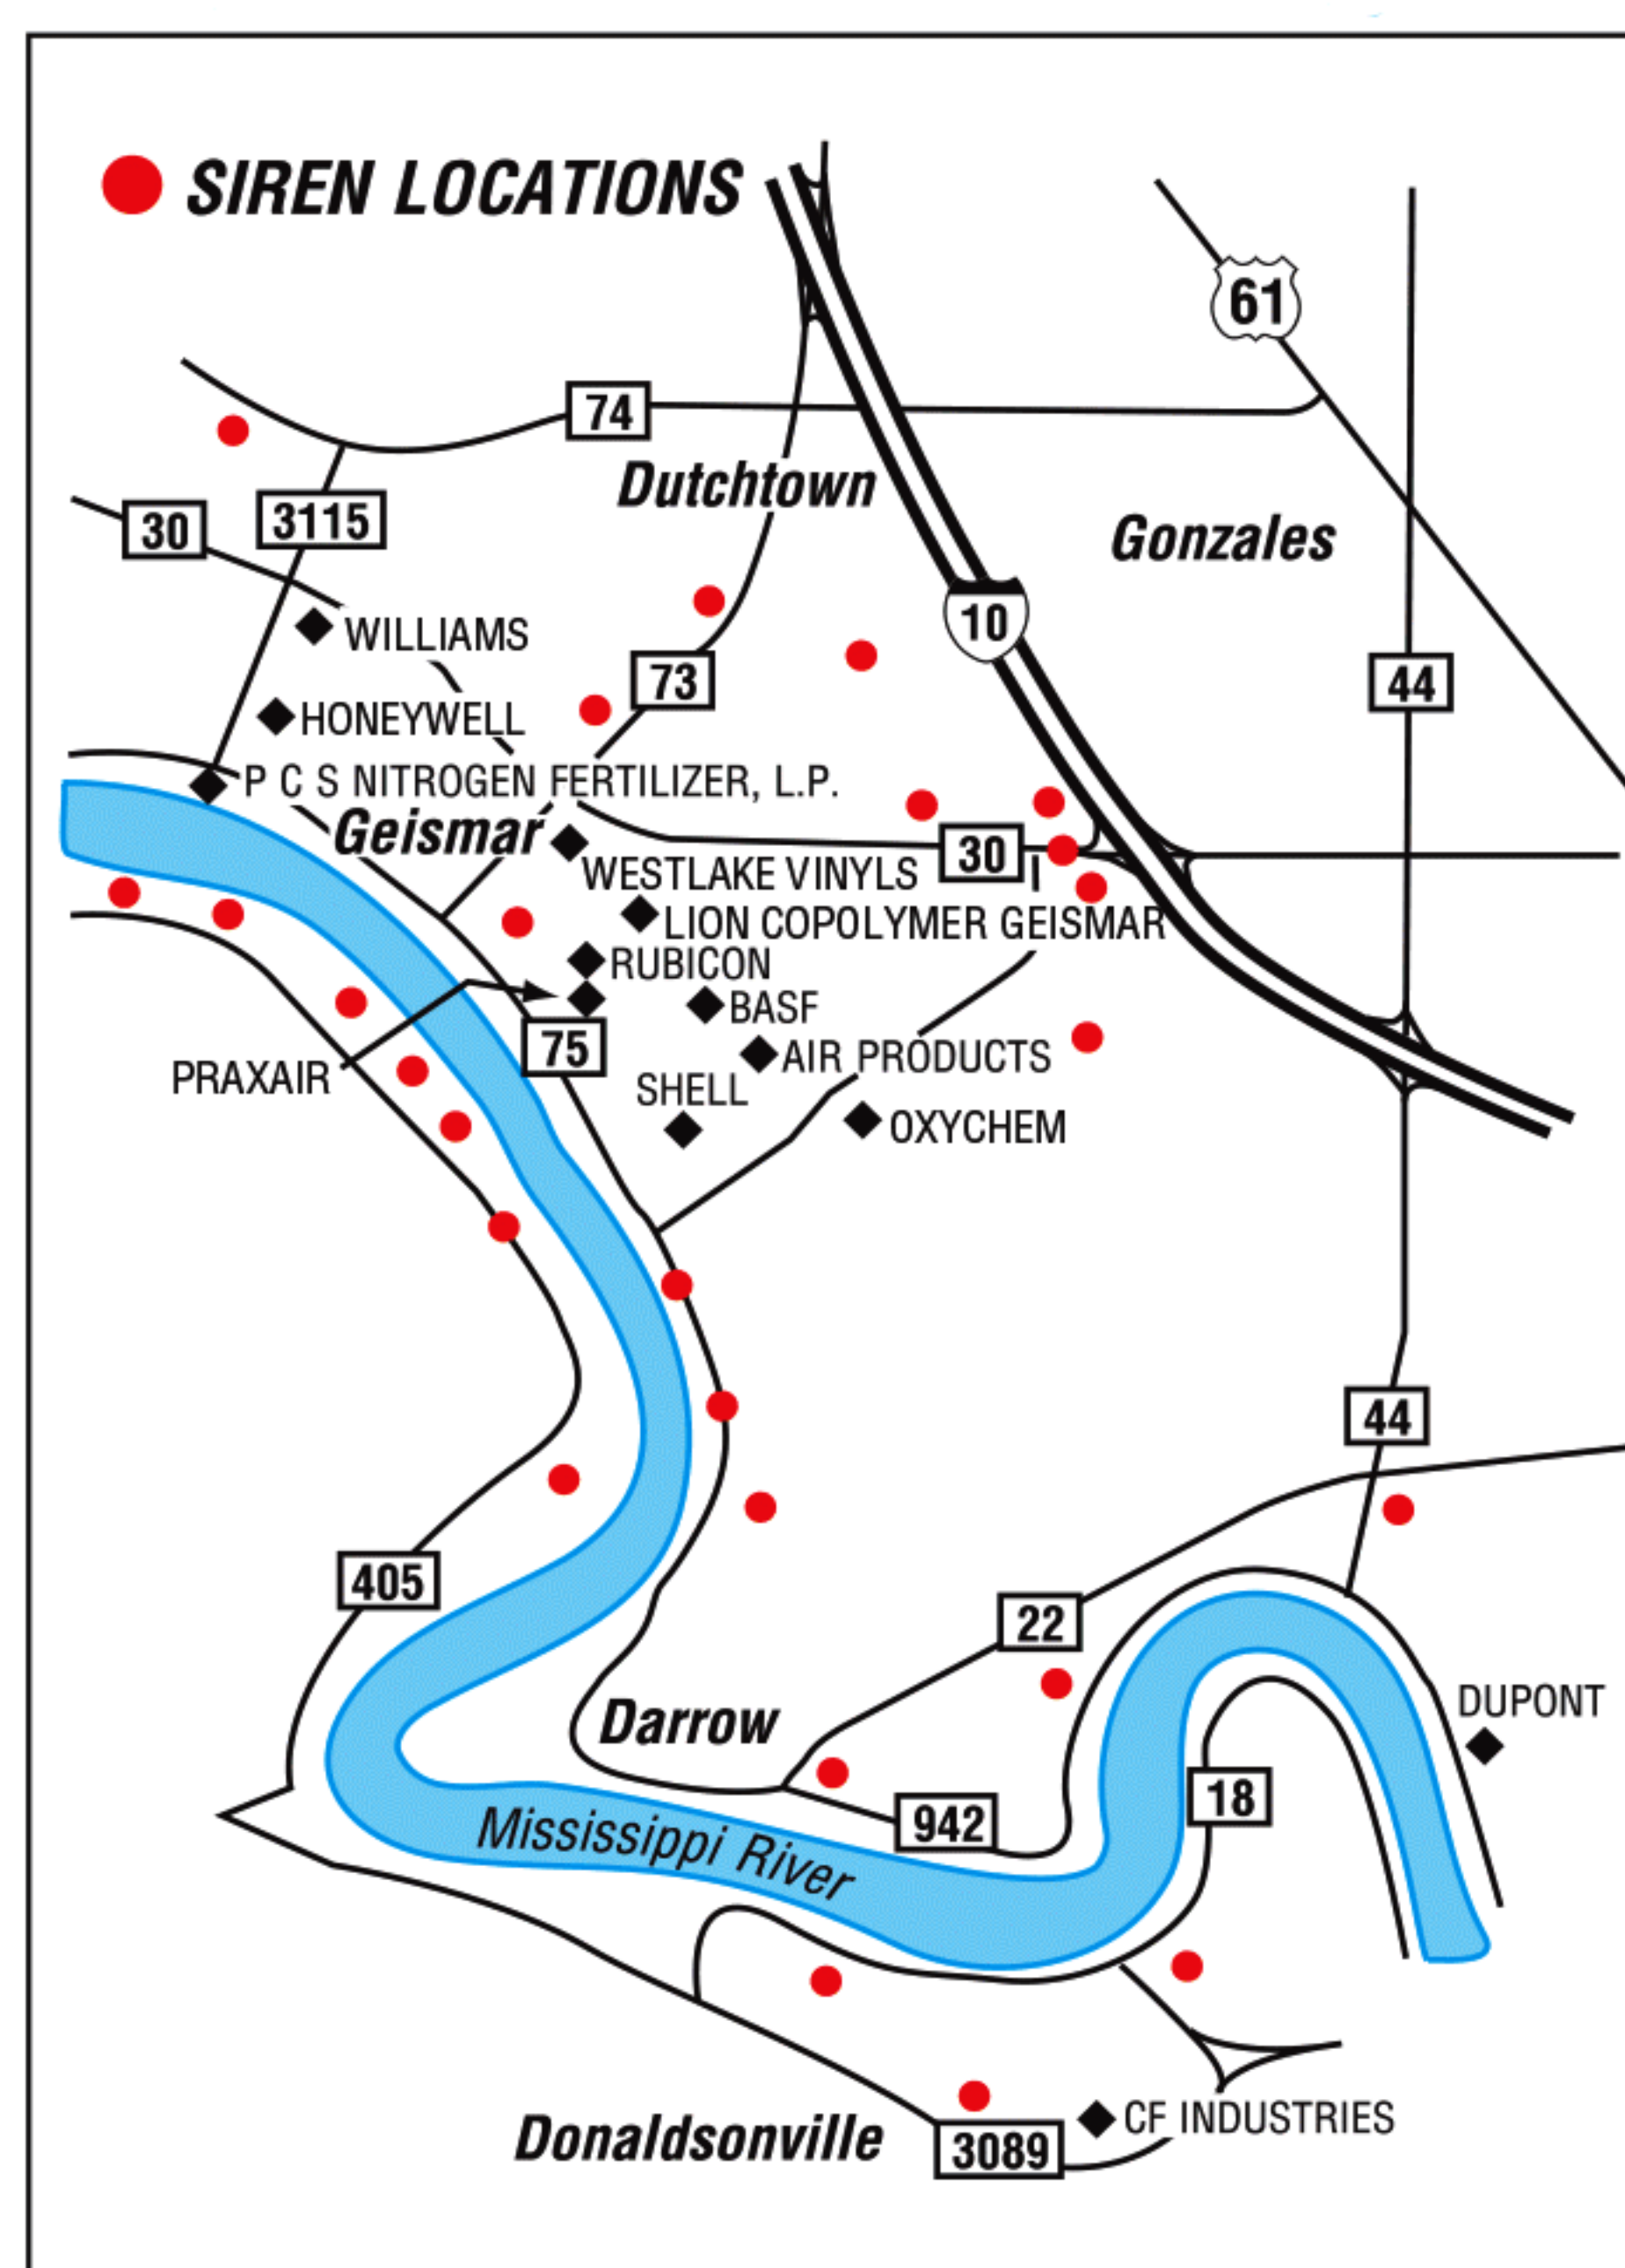 SIREN LOCATIONS
61
74
Dutchtown
Gonzales
30
3115
10
WILLIAMS
73
44
HONEYWELL
P C S NITROGEN FERTILIZER, L.P.
Geismar
30
WESTLAKE VINYLS
LION COPOLYMER GEISMAR
RUBICON
BASF
75
AIR PRODUCTS
PRAXAIR
SHELL
OXYCHEM
44
405
22
DUPONT
Darrow
18
942
Mississippi River
CF INDUSTRIES
Donaldsonville
3089